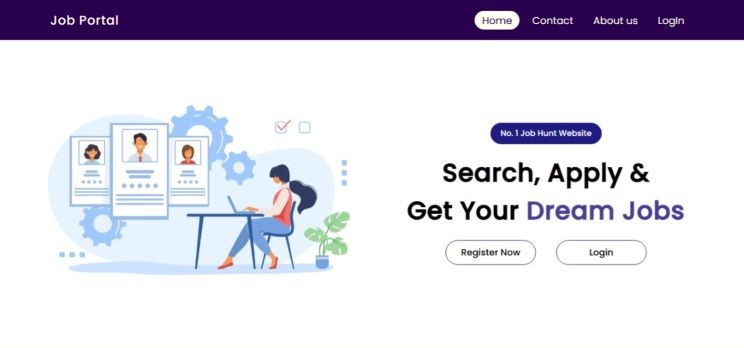 Job Portal
Home
Contact
About us
LogIn
No. 1 Job Hunt Website
Search, Apply &
Get Your Dream Jobs
Register Now
Login